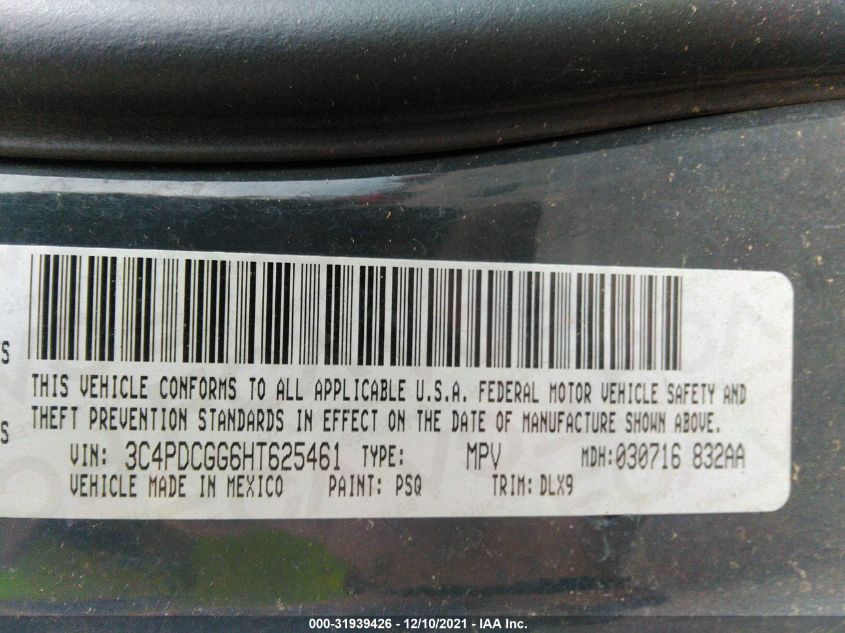 S
THIS VEHICLE CONFORMS TO ALL APPLICABLE U.S.A. FEDERAL MOTOR VEHICLE SAFETY AND
THEFT PREVENTION STANDARDS IN EFFECT ON THE DATE OF MANUFACTURE SHOWN ABOVE.
S
VIN: 3C4PDCGG6HT625461 TYPE: MPV MDH:030716 832AA
VEHICLE MADE IN MEXICO PAINT: PSQ TRIM: DLX9
000-31939426 - 12/10/2021 - IAA Inc.